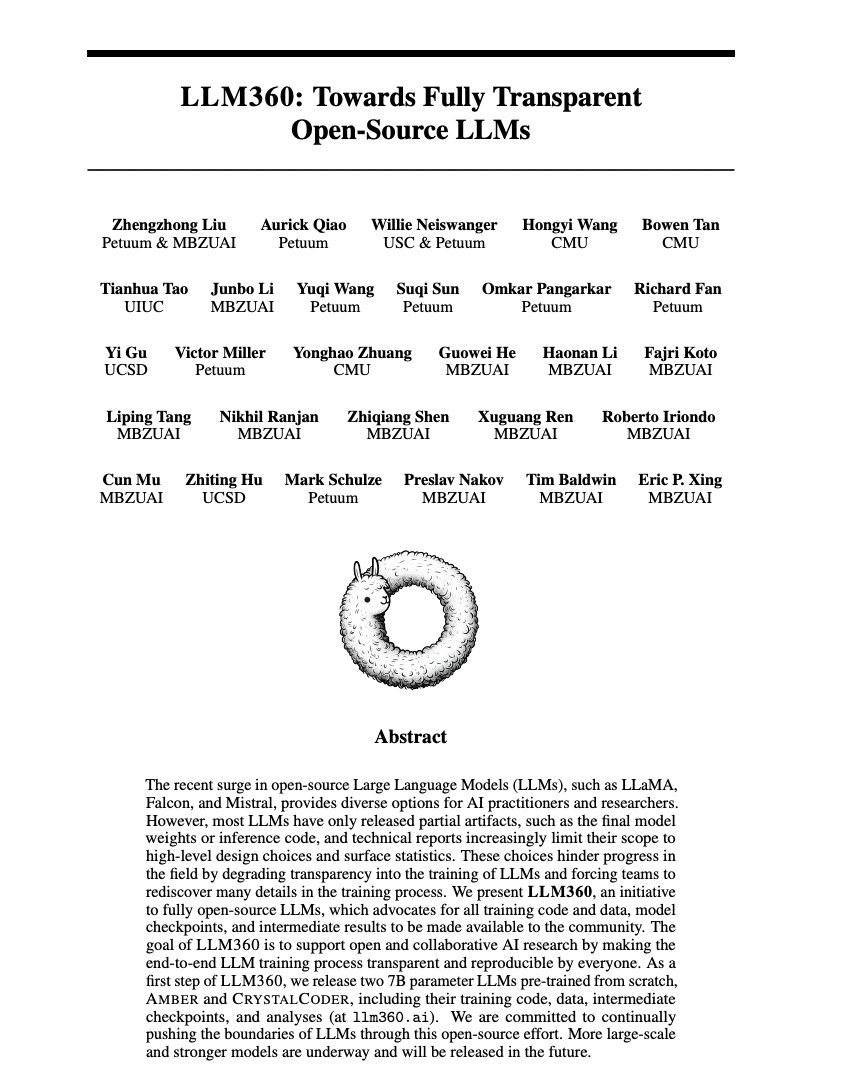 LLM360: Towards Fully Transparent
Open-Source LLMs
Zhengzhong Liu Aurick Qiao Willie Neiswanger Hongyi Wang Bowen Tan
Petuum & MBZUAI Petuum USC & Petuum CMU CMU
Tianhua Tao Junbo Li Yuqi Wang Suqi Sun Omkar Pangarkar Richard Fan
UIUC MBZUAI Petuum Petuum Petuum Petuum
Yi Gu Victor Miller Yonghao Zhuang Guowei He Haonan Li Fajri Koto
UCSD Petuum CMU MBZUAI MBZUAI MBZUAI
Liping Tang Nikhil Ranjan Zhiqiang Shen Xuguang Ren Roberto Iriondo
MBZUAI MBZUAI MBZUAI MBZUAI MBZUAI
Cun Mu Zhiting Hu Mark Schulze Preslav Nakov Tim Baldwin Eric P. Xing
MBZUAI UCSD Petuum MBZUAI MBZUAI MBZUAI
Abstract
The recent surge in open-source Large Language Models (LLMs), such as LLaMA,
Falcon, and Mistral, provides diverse options for AI practitioners and researchers.
However, most LLMs have only released partial artifacts, such as the final model
weights or inference code, and technical reports increasingly limit their scope to
high-level design choices and surface statistics. These choices hinder progress in
the field by degrading transparency into the training of LLMs and forcing teams to
rediscover many details in the training process. We present LLM360, an initiative
to fully open-source LLMs, which advocates for all training code and data, model
checkpoints, and intermediate results to be made available to the community. The
goal of LLM360 is to support open and collaborative AI research by making the
end-to-end LLM training process transparent and reproducible by everyone. As a
first step of LLM360, we release two 7B parameter LLMs pre-trained from scratch,
AMBER and CRYSTALCODER, including their training code, data, intermediate
checkpoints, and analyses (at llm360.ai). We are committed to continually
pushing the boundaries of LLMs through this open-source effort. More large-scale
and stronger models are underway and will be released in the future.